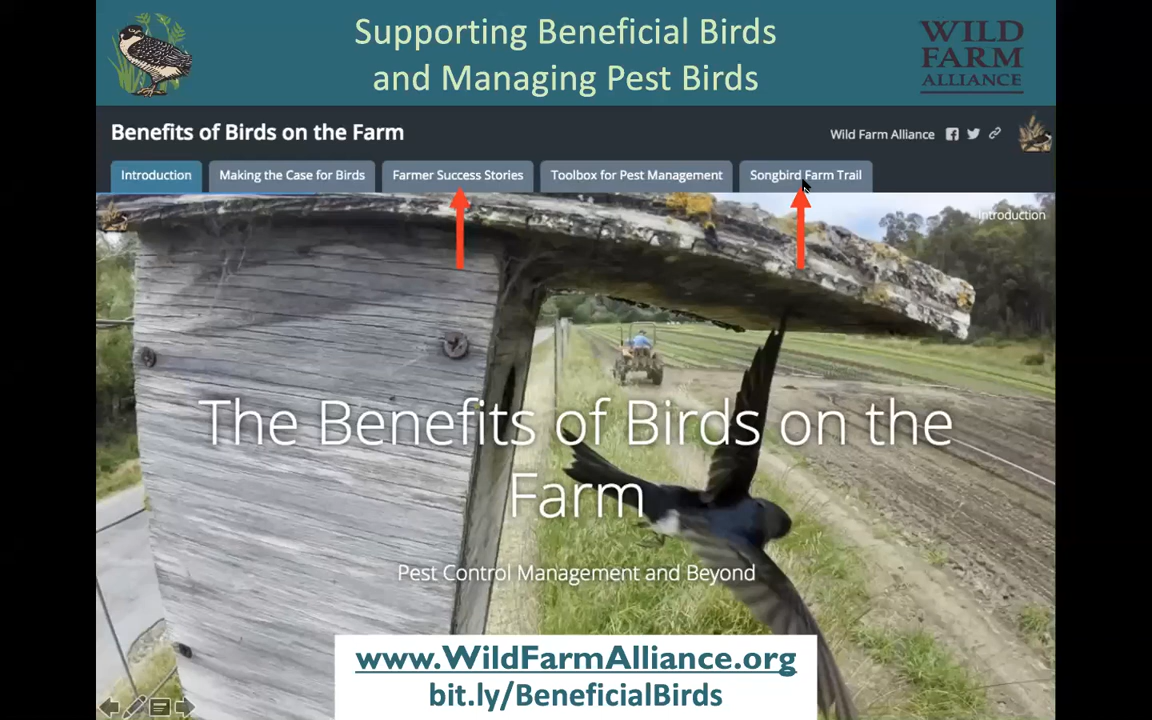 Supporting Beneficial Birds
and Managing Pest Birds
WILD
FARM
ALLIANCE
Benefits of Birds on the Farm
Wild Farm Alliance
Introduction
Making the Case for Birds
Farmer Success Stories
Toolbox for Pest Management
Songbird Farm Trail
Introduction
The Benefits of Birds on the
Farm
Pest Control Management and Beyond
www.WildFarmAlliance.org
bit.ly/BeneficialBirds